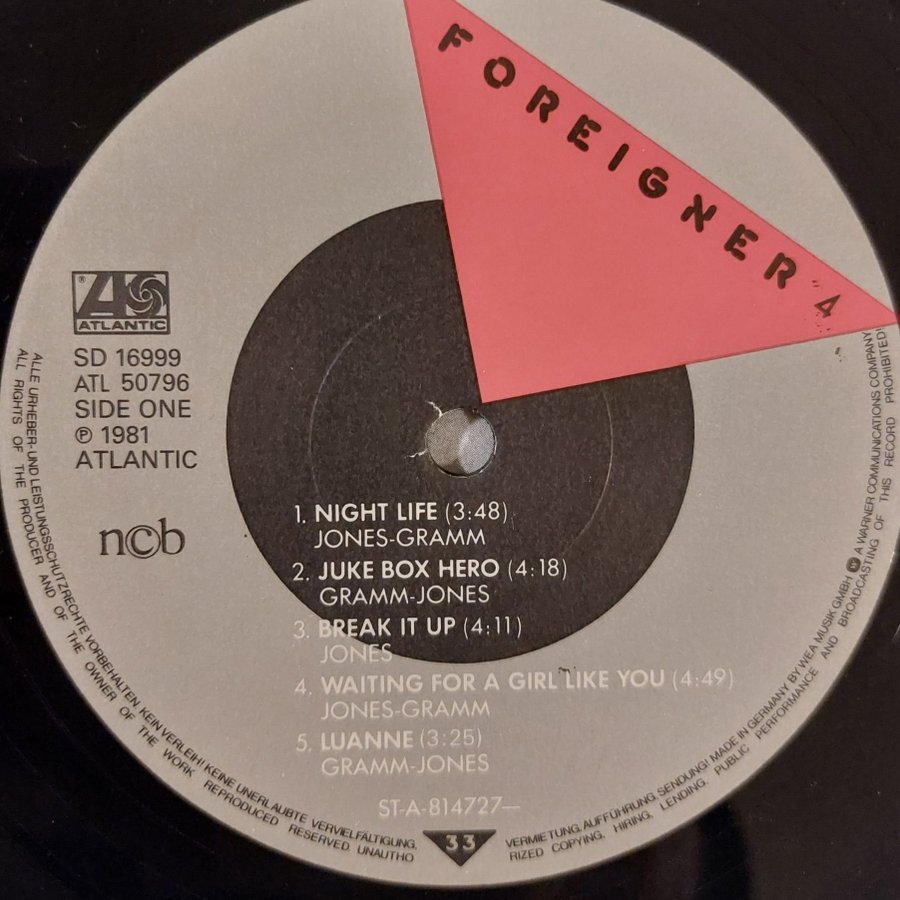 FOREIGNER "4
® ATLANTIC
SD 16999
ATL 50796
SIDE ONE
℗ 1981
ATLANTIC
ncb
1. NIGHT LIFE (3:48)
JONES-GRAMM
2. JUKE BOX HERO (4:18)
GRAMM-JONES
3. BREAK IT UP (4:11)
JONES
4. WAITING FOR A GIRL LIKE YOU (4:49)
JONES-GRAMM
5. LUANNE (3:25)
GRAMM-JONES
ST-A-814727—
33
ALLE URHEBER- UND LEISTUNGSSCHUTZRECHTE VORBEHALTEN. KEIN VERLEIH! KEINE UNERLAUBTE VERVIELFÄLTIGUNG,
VERMIETUNG, AUFFÜHRUNG, SENDUNG! MADE IN GERMANY BY WEA MUSIK GMBH A WARNER COMMUNICATIONS COMPANY
ALL RIGHTS OF THE PRODUCER AND OF THE OWNER OF THE WORK REPRODUCED RESERVED. UNAUTHO
RIZED COPYING, HIRING, LENDING, PUBLIC PERFORMANCE AND BROADCASTING OF THIS RECORD PROHIBITED!